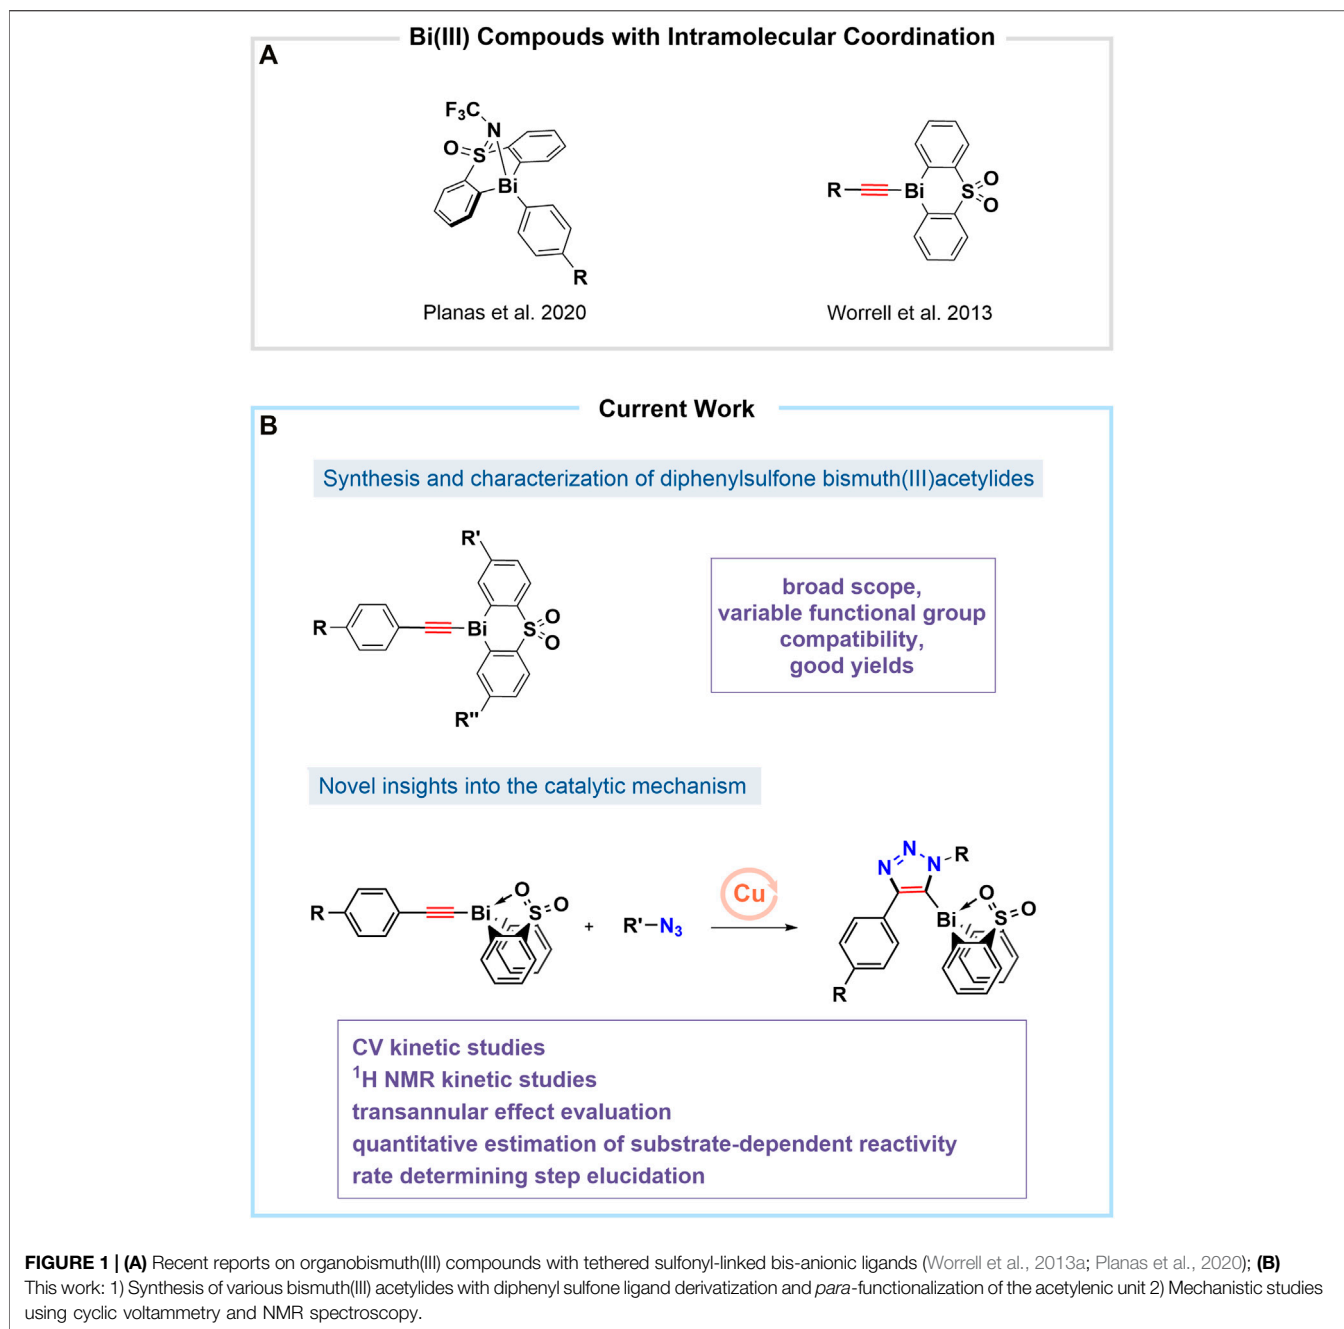 Bi(III) Compouds with Intramolecular Coordination
A
F₃C
N
O
S
Bi
R
Planas et al. 2020
R
Bi
S
O
O
Worrell et al. 2013
Current Work
B
Synthesis and characterization of diphenylsulfone bismuth(III)acetylides
R'
R
Bi
S
O
O
R"
broad scope,
variable functional group
compatibility,
good yields
Novel insights into the catalytic mechanism
R
Bi
O
S
O
+
R'–N₃
Cu
N
N
N
R
Bi
O
S
O
R
CV kinetic studies
¹H NMR kinetic studies
transannular effect evaluation
quantitative estimation of substrate-dependent reactivity
rate determining step elucidation
FIGURE 1 | (A) Recent reports on organobismuth(III) compounds with tethered sulfonyl-linked bis-anionic ligands (Worrell et al., 2013a; Planas et al., 2020); (B)
This work: 1) Synthesis of various bismuth(III) acetylides with diphenyl sulfone ligand derivatization and para-functionalization of the acetylenic unit 2) Mechanistic studies
using cyclic voltammetry and NMR spectroscopy.